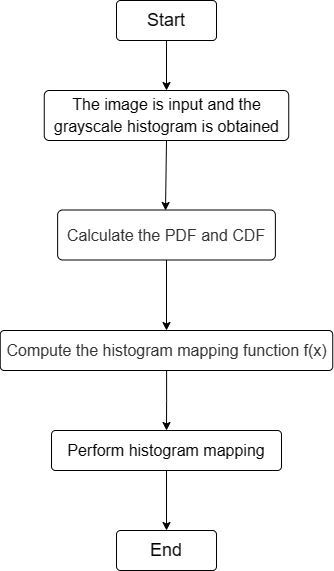 Start
The image is input and the
grayscale histogram is obtained
Calculate the PDF and CDF
Compute the histogram mapping function f(x)
Perform histogram mapping
End